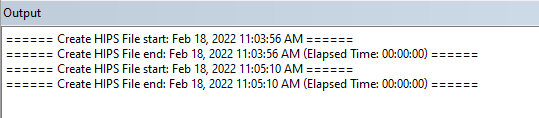 Output
====== Create HIPS File start: Feb 18, 2022 11:03:56 AM ======
====== Create HIPS File end: Feb 18, 2022 11:03:56 AM (Elapsed Time: 00:00:00) ======
====== Create HIPS File start: Feb 18, 2022 11:05:10 AM ======
====== Create HIPS File end: Feb 18, 2022 11:05:10 AM (Elapsed Time: 00:00:00) ======